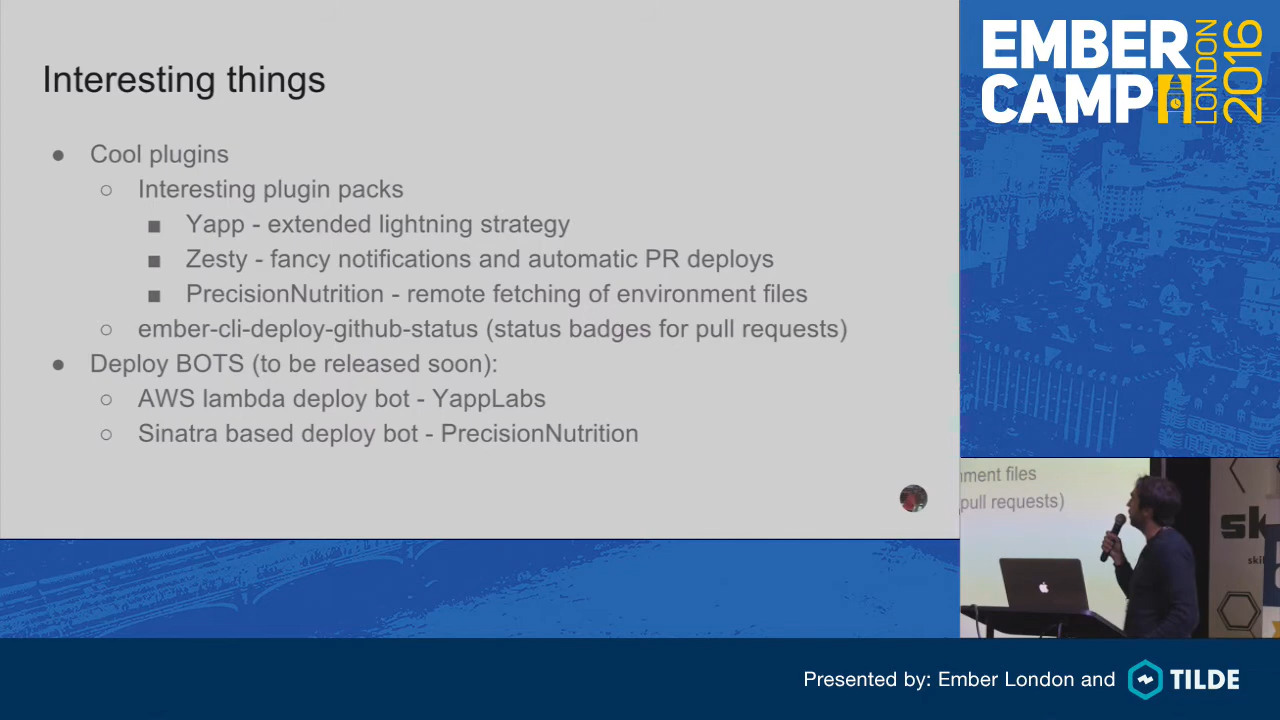 Interesting things
● Cool plugins
○ Interesting plugin packs
■ Yapp - extended lightning strategy
■ Zesty - fancy notifications and automatic PR deploys
■ PrecisionNutrition - remote fetching of environment files
○ ember-cli-deploy-github-status (status badges for pull requests)
● Deploy BOTS (to be released soon):
○ AWS lambda deploy bot - YappLabs
○ Sinatra based deploy bot - PrecisionNutrition
EMBER
CAMP
LONDON
2016
nment files
pull requests)
sk
skil
Presented by: Ember London and
TILDE